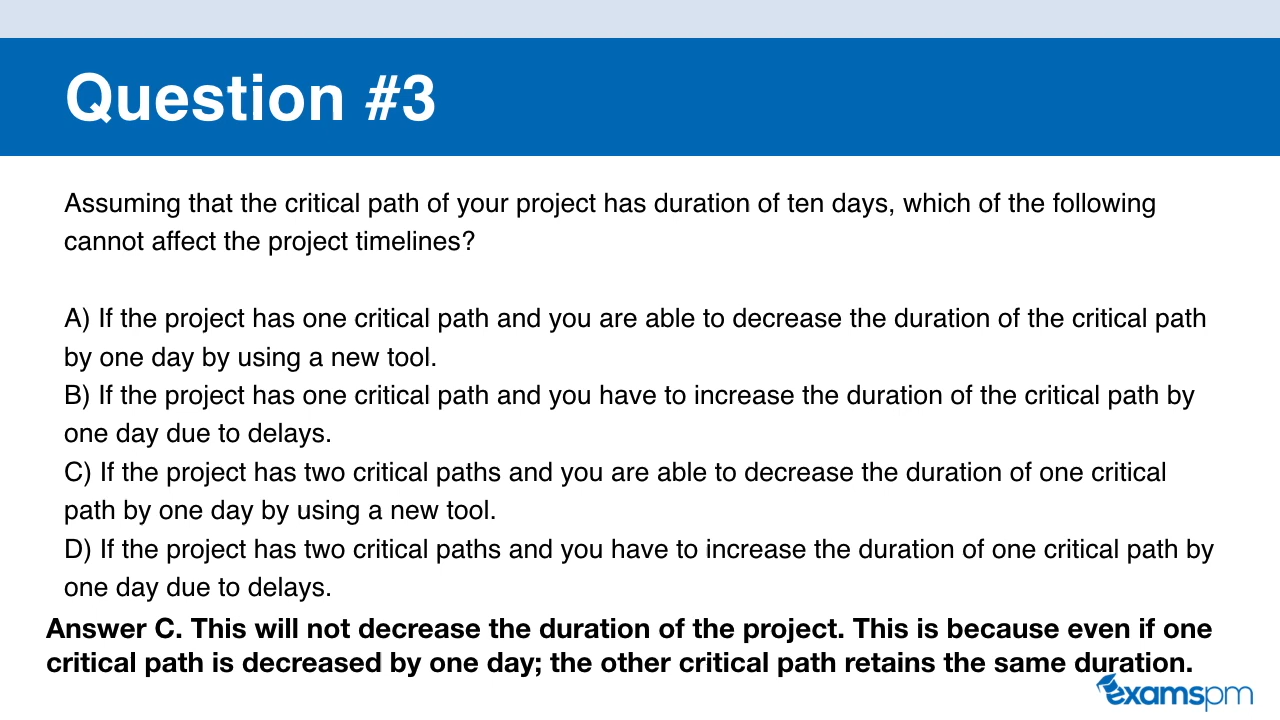 Question #3
Assuming that the critical path of your project has duration of ten days, which of the following
cannot affect the project timelines?
A) If the project has one critical path and you are able to decrease the duration of the critical path
by one day by using a new tool.
B) If the project has one critical path and you have to increase the duration of the critical path by
one day due to delays.
C) If the project has two critical paths and you are able to decrease the duration of one critical
path by one day by using a new tool.
D) If the project has two critical paths and you have to increase the duration of one critical path by
one day due to delays.
Answer C. This will not decrease the duration of the project. This is because even if one
critical path is decreased by one day; the other critical path retains the same duration.
examspm